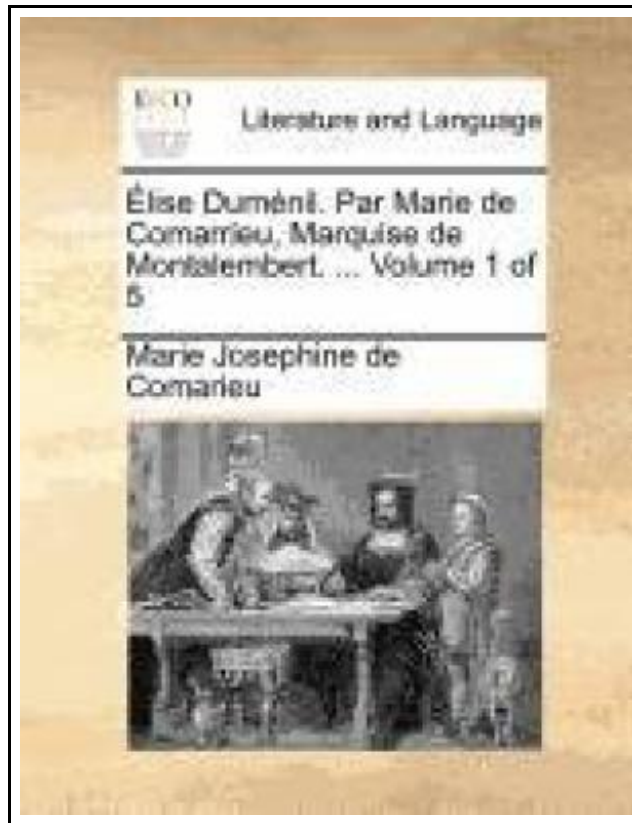 ECCO
Literature and Language
Élise Duménil. Par Marie de
Comarrieu, Marquise de
Montalembert. ... Volume 1 of
5
Marie Josephine de
Comarieu